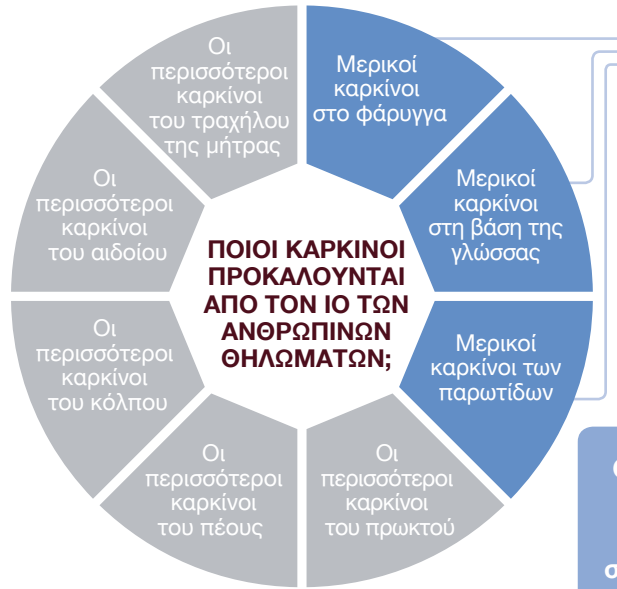 ΠΟΙΟΙ ΚΑΡΚΙΝΟΙ
ΠΡΟΚΑΛΟΥΝΤΑΙ
ΑΠΟ ΤΟΝ ΙΟ ΤΩΝ
ΑΝΘΡΩΠΙΝΩΝ
ΘΗΛΩΜΑΤΩΝ;
Μερικοί
καρκίνοι
στο φάρυγγα
Μερικοί
καρκίνοι
στη βάση της
γλώσσας
Μερικοί
καρκίνοι των
παρωτίδων
Οι
περισσότεροι
καρκίνοι
του πρωκτού
Οι
περισσότεροι
καρκίνοι
του πέους
Οι
περισσότεροι
καρκίνοι
του κόλπου
Οι
περισσότεροι
καρκίνοι
του αιδοίου
Οι
περισσότεροι
καρκίνοι
του τραχήλου
της μήτρας